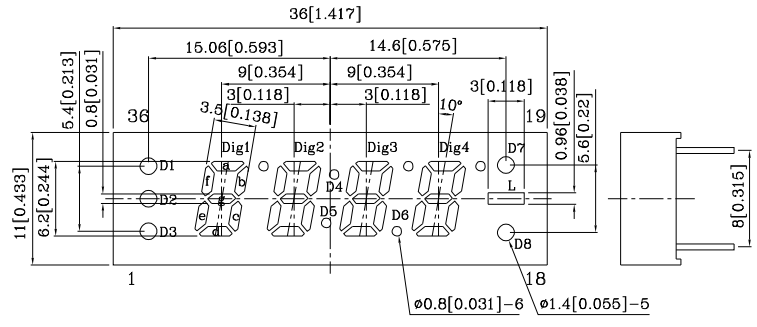 36[1.417]
15.06[0.593] 14.6[0.575]
9[0.354] 9[0.354]
3[0.118] 3[0.118] 3[0.118]
5.4[0.213]
0.8[0.031]
3.5[0.138]
10°
0.96[0.038]
5.6[0.22]
36 19
Dig1 Dig2 Dig3 Dig4 D7
D1 a
f b D4 L
D2 g
e c D5 D6
D3 d D8
11[0.433]
6.2[0.244]
8[0.315]
1 18
ø0.8[0.031]-6 ø1.4[0.055]-5